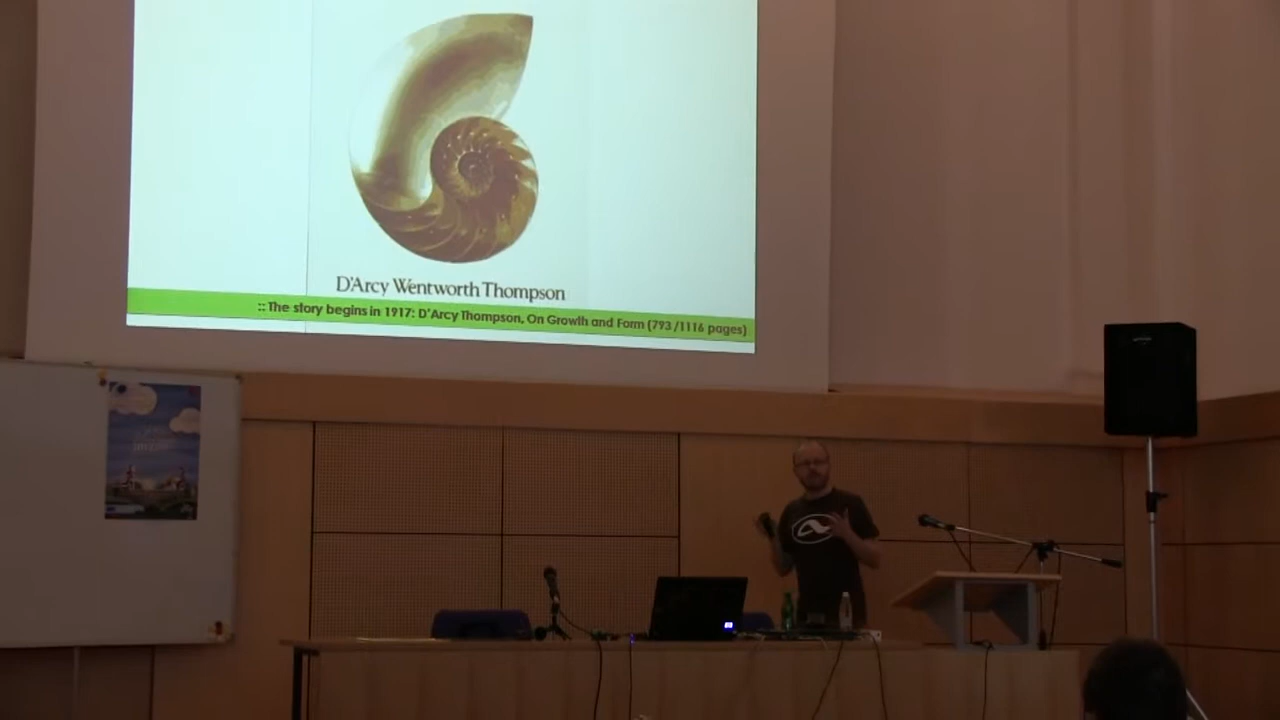 D'Arcy Wentworth Thompson
:: The story begins in 1917: D'Arcy Thompson, On Growth and Form (793 /1116 pages)